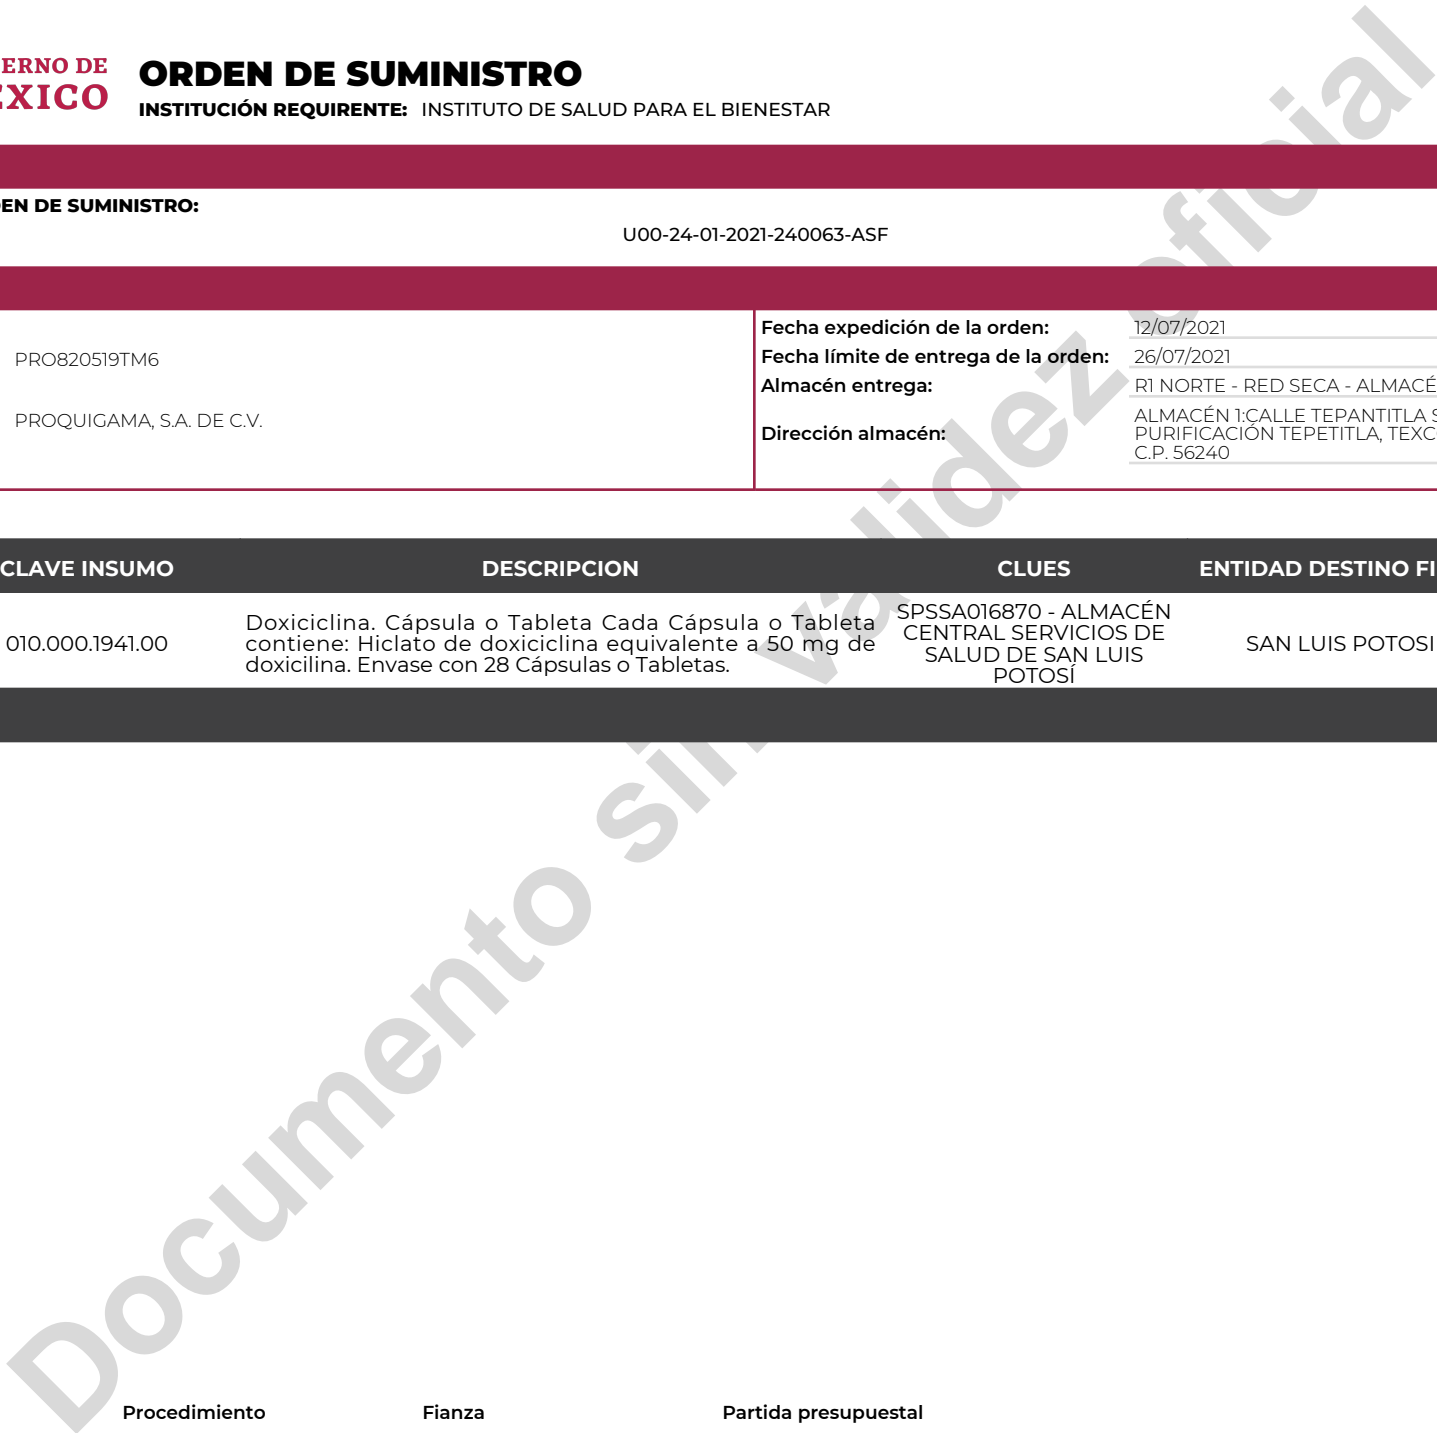 ERNO DE
ÉXICO
ORDEN DE SUMINISTRO
INSTITUCIÓN REQUIRENTE: INSTITUTO DE SALUD PARA EL BIENESTAR
EN DE SUMINISTRO:
U00-24-01-2021-240063-ASF
PRO820519TM6
PROQUIGAMA, S.A. DE C.V.
Fecha expedición de la orden: 12/07/2021
Fecha límite de entrega de la orden: 26/07/2021
Almacén entrega: R1 NORTE - RED SECA - ALMACÉ
Dirección almacén:
ALMACÉN 1:CALLE TEPANTITLA S
PURIFICACIÓN TEPETITLA, TEXC
C.P. 56240
CLAVE INSUMO DESCRIPCION CLUES ENTIDAD DESTINO FI
010.000.1941.00
Doxiciclina. Cápsula o Tableta Cada Cápsula o Tableta
contiene: Hiclato de doxiciclina equivalente a 50 mg de
doxicilina. Envase con 28 Cápsulas o Tabletas.
SPSSA016870 - ALMACÉN
CENTRAL SERVICIOS DE
SALUD DE SAN LUIS
POTOSÍ
SAN LUIS POTOSI
Documento sin validez oficial
Procedimiento Fianza Partida presupuestal